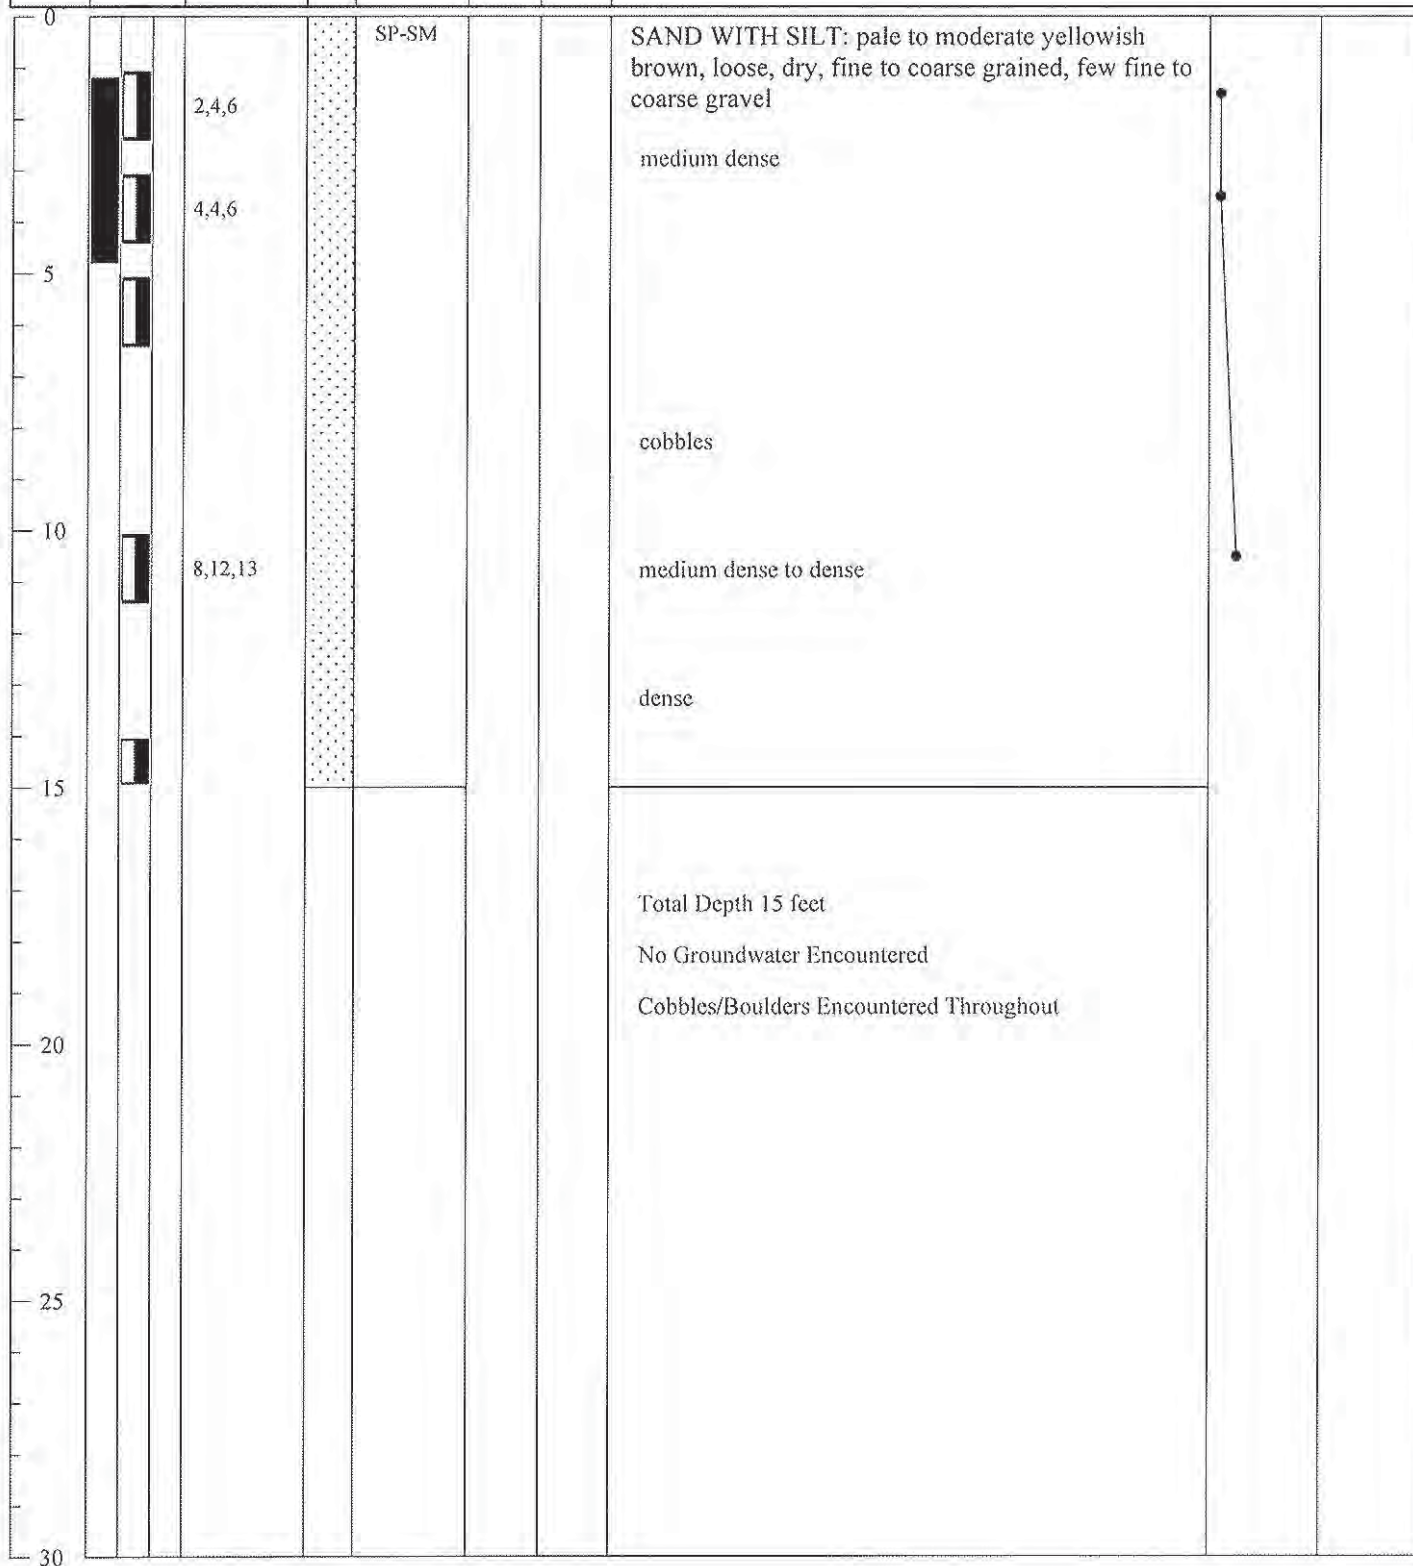 0
SP-SM
SAND WITH SILT: pale to moderate yellowish
brown, loose, dry, fine to coarse grained, few fine to
coarse gravel
2,4,6
medium dense
4,4,6
5
cobbles
10
8,12,13
medium dense to dense
dense
15
Total Depth 15 feet
No Groundwater Encountered
Cobbles/Boulders Encountered Throughout
20
25
30